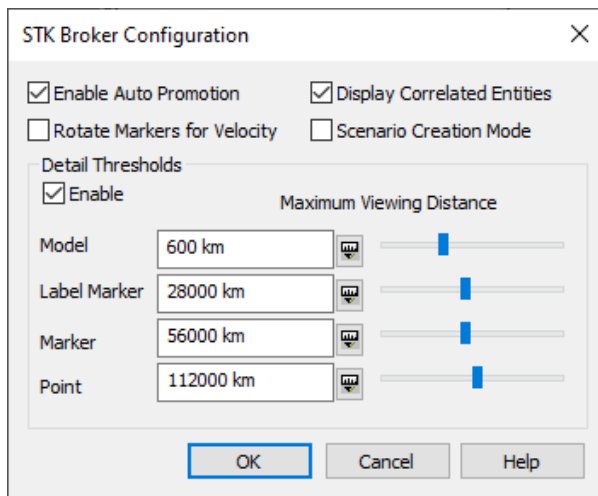 STK Broker Configuration
Enable Auto Promotion
Display Correlated Entities
Rotate Markers for Velocity
Scenario Creation Mode
Detail Thresholds
Enable
Maximum Viewing Distance
Model
600 km
Label Marker
28000 km
Marker
56000 km
Point
112000 km
OK
Cancel
Help